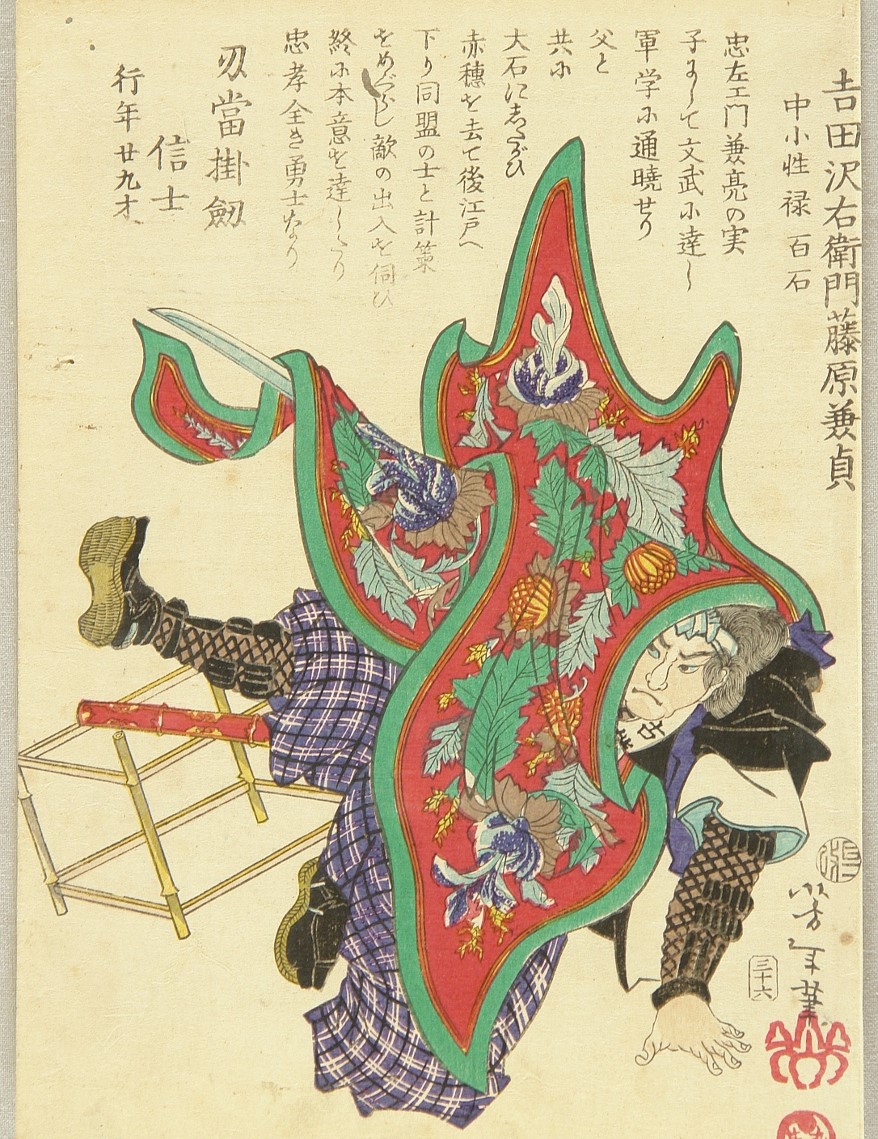 吉田沢右衛門藤原兼貞
中小性禄百石
忠左エ門兼亮の実
子にして文武に達し
軍学に通暁せり
父と
共に
大石にしたがひ
赤穂を去て後江戸へ
下り同盟の士と計策
をめぐらし敵の出入を伺ひ
終に本意を達したり
忠孝全き勇士なり
刃當掛劔
信士
行年廿九才
芳年筆
三十六